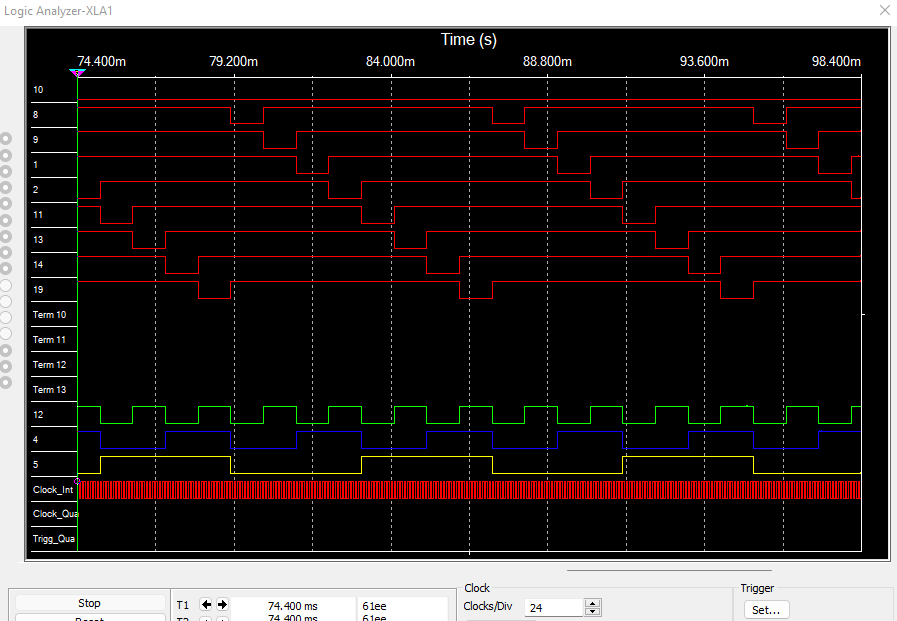 Logic Analyzer-XLA1
Time (s)
74.400m 79.200m 84.000m 88.800m 93.600m 98.400m
10
8
9
1
2
11
13
14
19
Term 10
Term 11
Term 12
Term 13
12
4
5
Clock_Int
Clock_Qua
Trigg_Qua
Stop
Reset
T1 74.400 ms 61ee
T2 74.400 ms 61ee
Clock
Clocks/Div 24
Trigger
Set...